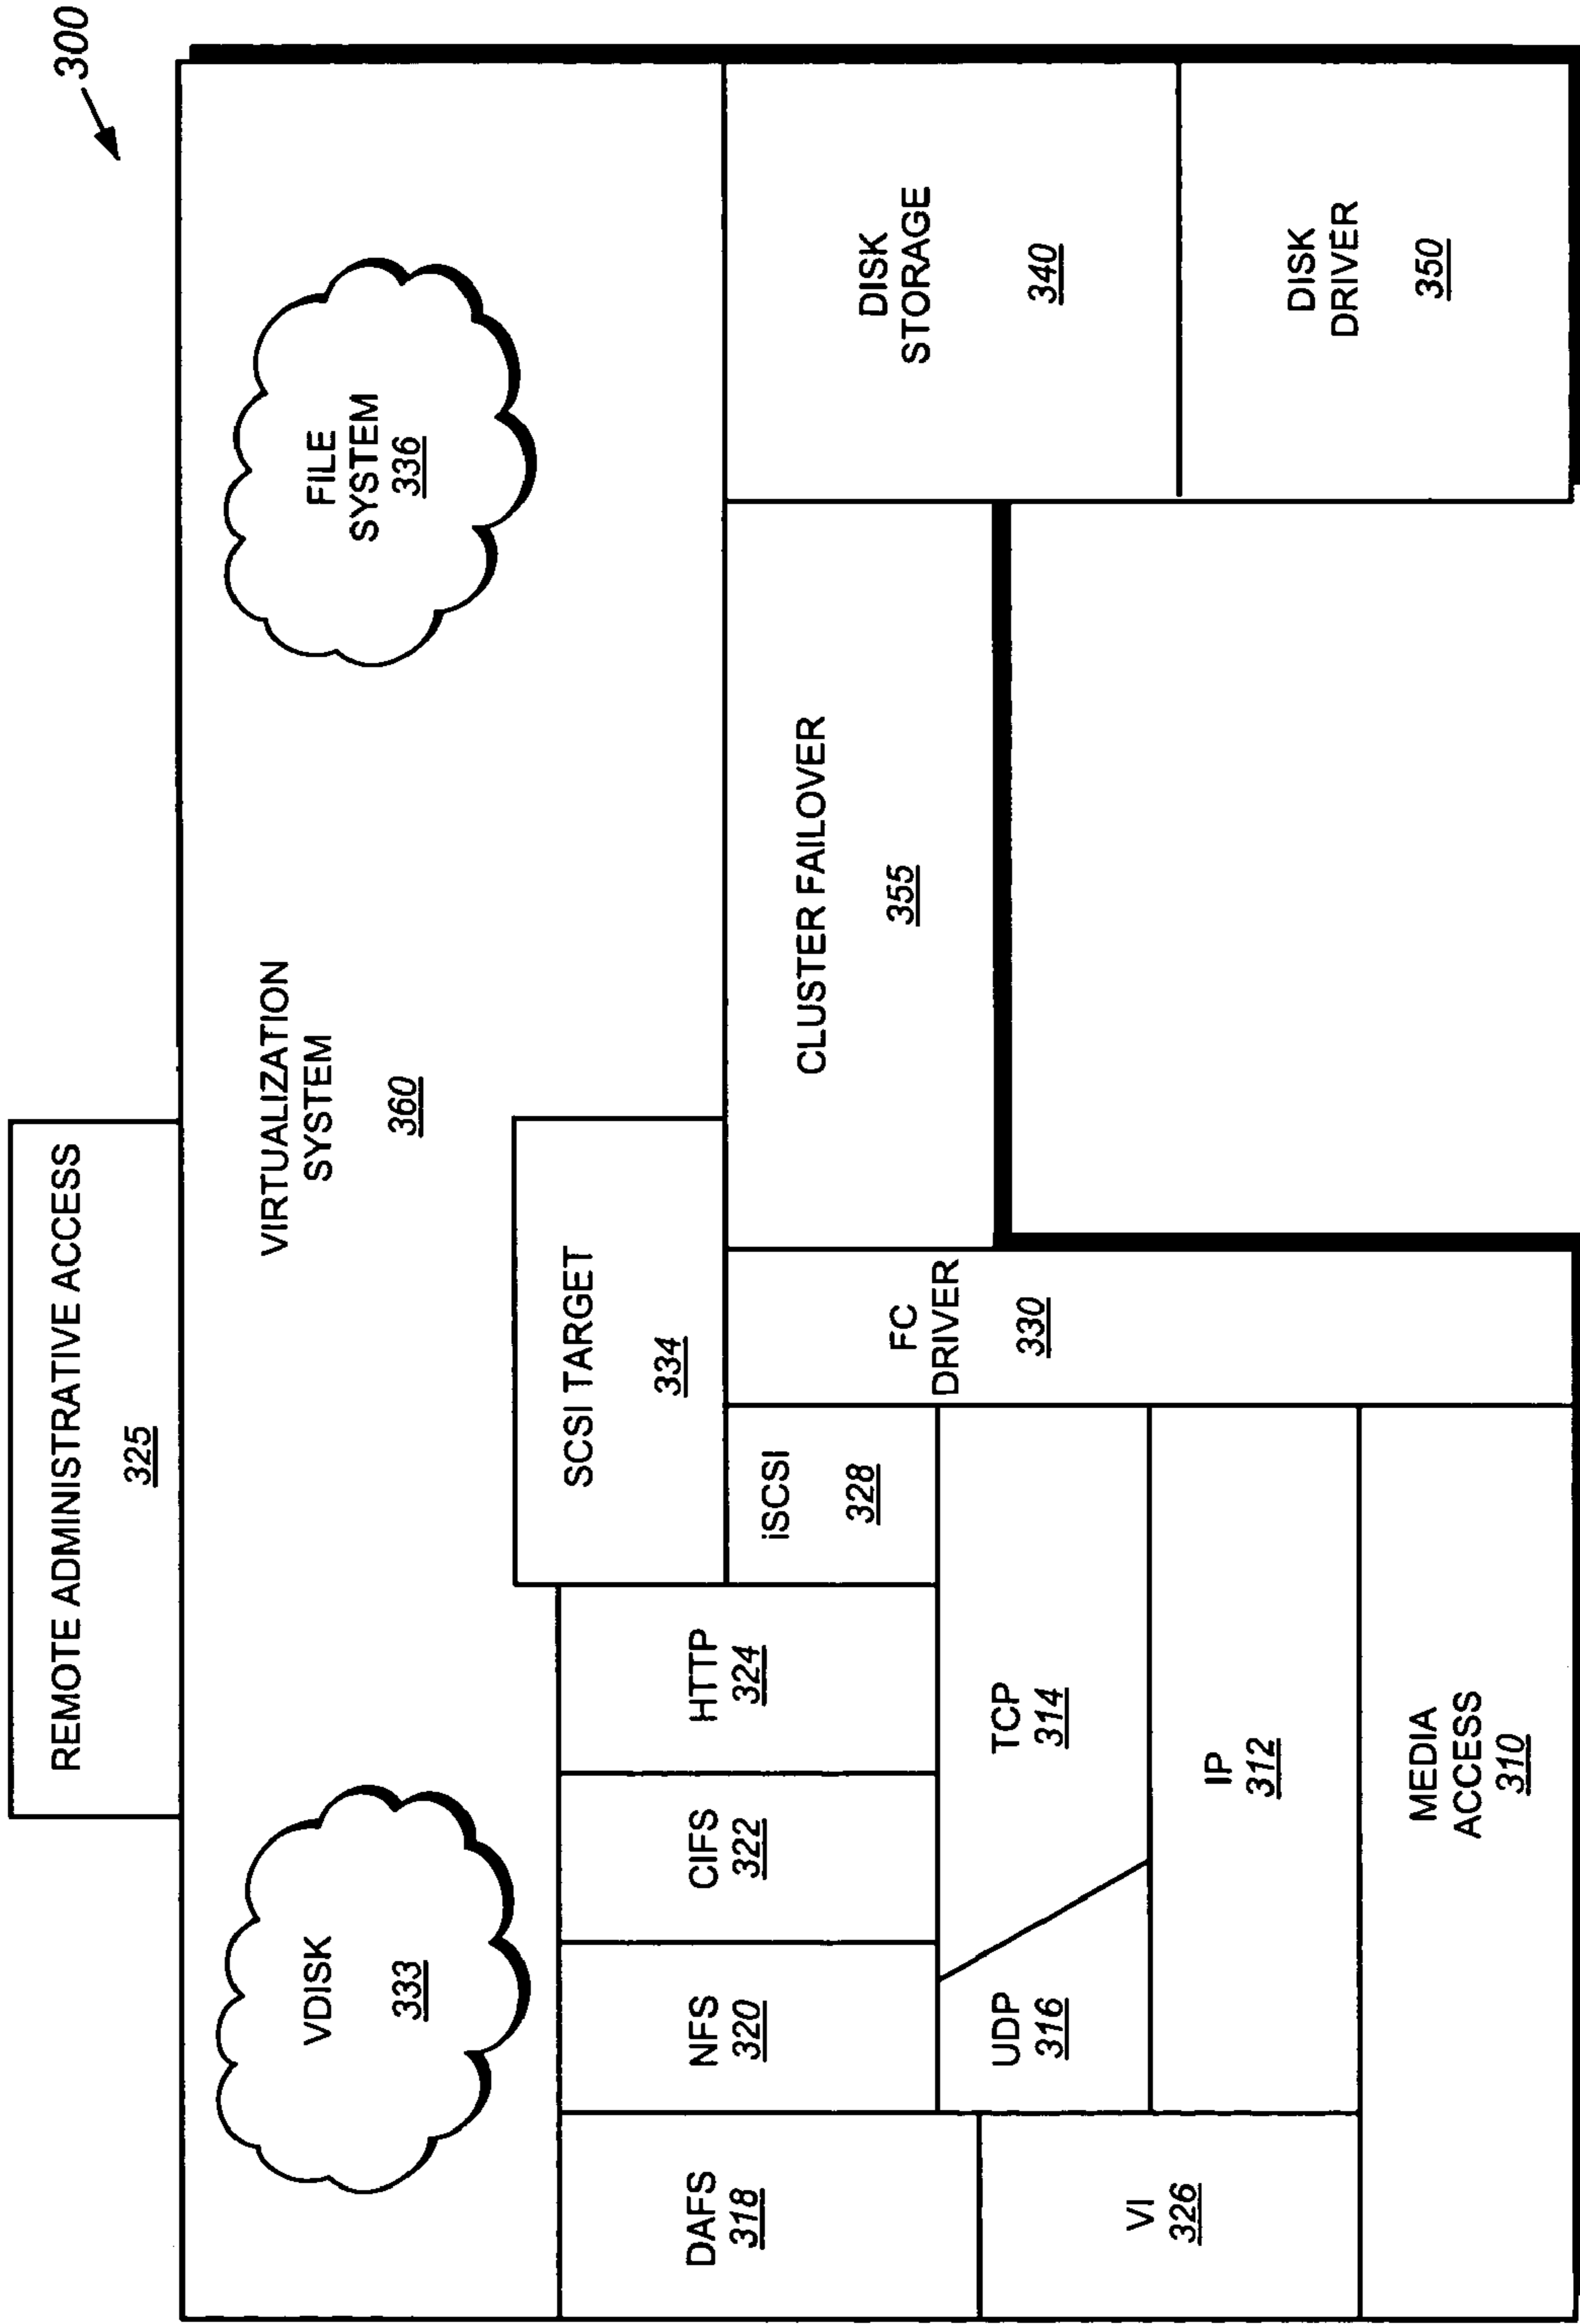 300
REMOTE ADMINISTRATIVE ACCESS
325
VIRTUALIZATION
SYSTEM
360
VDISK
333
FILE
SYSTEM
336
SCSI TARGET
334
DAFS
318
NFS
320
CIFS
322
HTTP
324
iSCSI
328
FC
DRIVER
330
CLUSTER FAILOVER
355
DISK
STORAGE
340
VI
326
UDP
316
TCP
314
IP
312
MEDIA
ACCESS
310
DISK
DRIVER
350